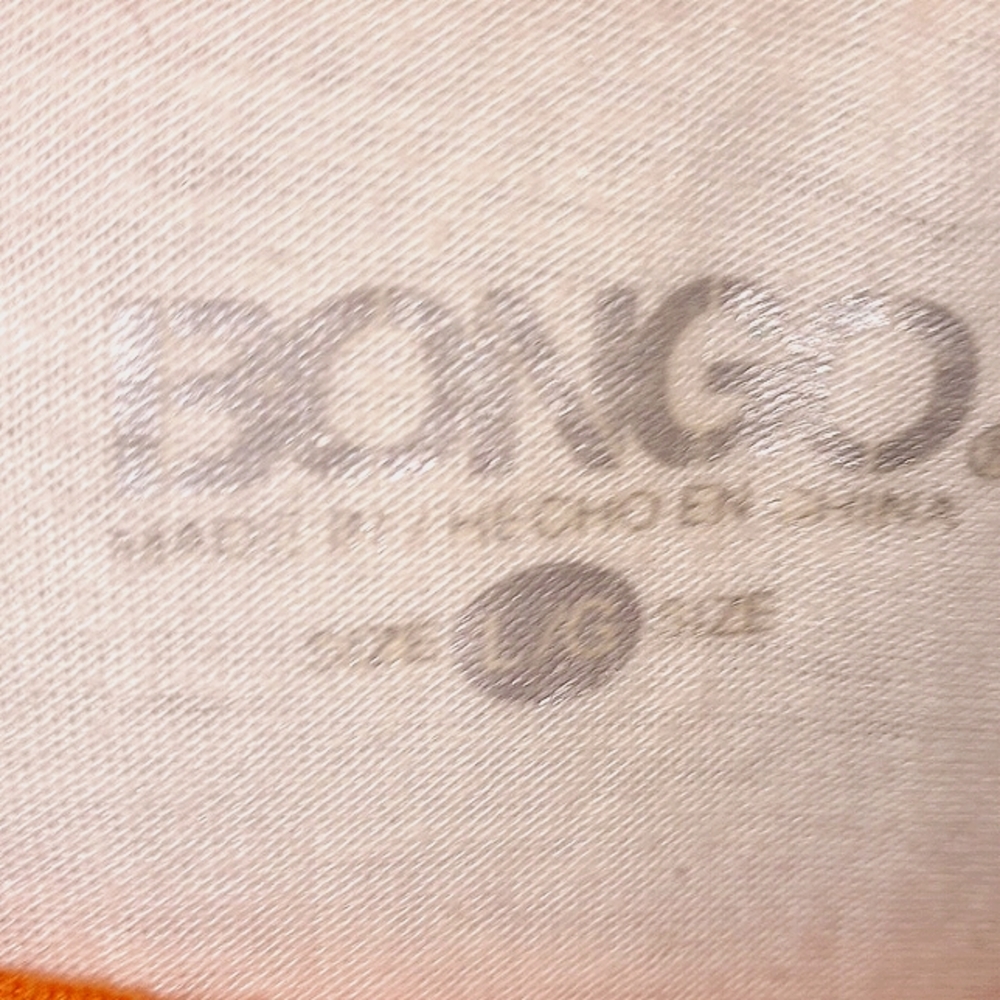 BONGO®
MADE IN / HECHO EN CHINA
SIZE L/G SIZE